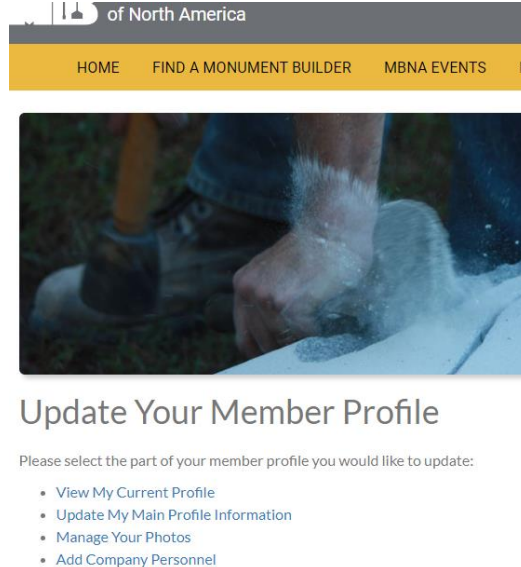 of North America
HOME FIND A MONUMENT BUILDER MBNA EVENTS
Update Your Member Profile
Please select the part of your member profile you would like to update:
View My Current Profile
Update My Main Profile Information
Manage Your Photos
Add Company Personnel